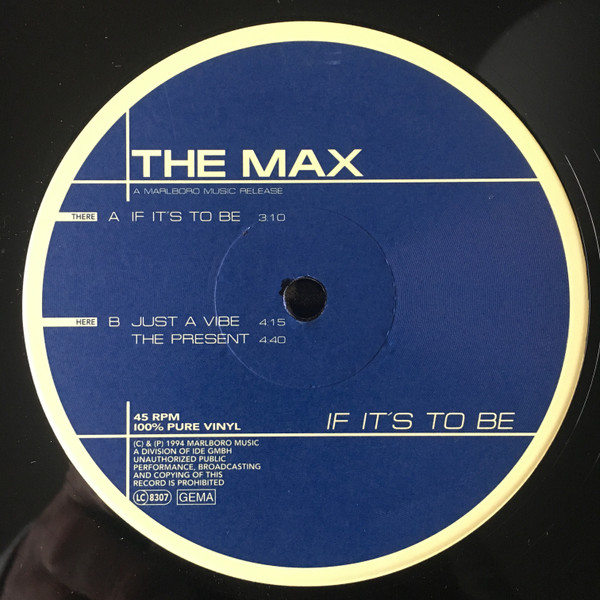 THE MAX
A MARLBORO MUSIC RELEASE
THERE A IF IT'S TO BE 3:10
HERE B JUST A VIBE 4:15
THE PRESENT 4:40
45 RPM
100% PURE VINYL
IF IT'S TO BE
(C) & (P) 1994 MARLBORO MUSIC
A DIVISION OF IDE GMBH
UNAUTHORIZED PUBLIC
PERFORMANCE, BROADCASTING
AND COPYING OF THIS
RECORD IS PROHIBITED
LC 8307 GEMA